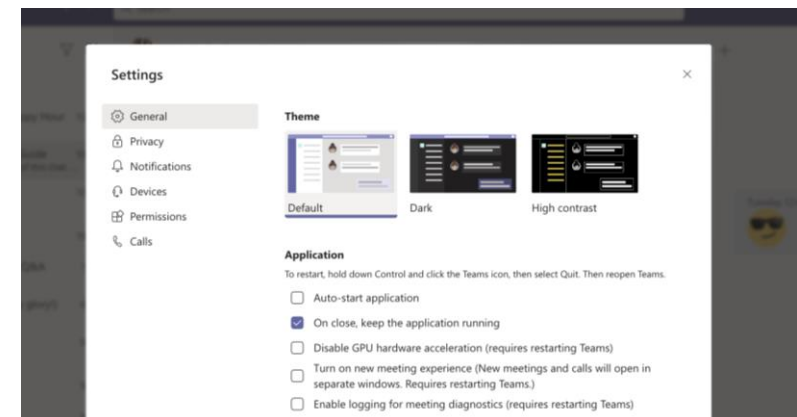 Settings
General
Privacy
Notifications
Devices
Permissions
Calls
Theme
Default
Dark
High contrast
Application
To restart, hold down Control and click the Teams icon, then select Quit. Then reopen Teams.
Auto-start application
On close, keep the application running
Disable GPU hardware acceleration (requires restarting Teams)
Turn on new meeting experience (New meetings and calls will open in
separate windows. Requires restarting Teams.)
Enable logging for meeting diagnostics (requires restarting Teams)